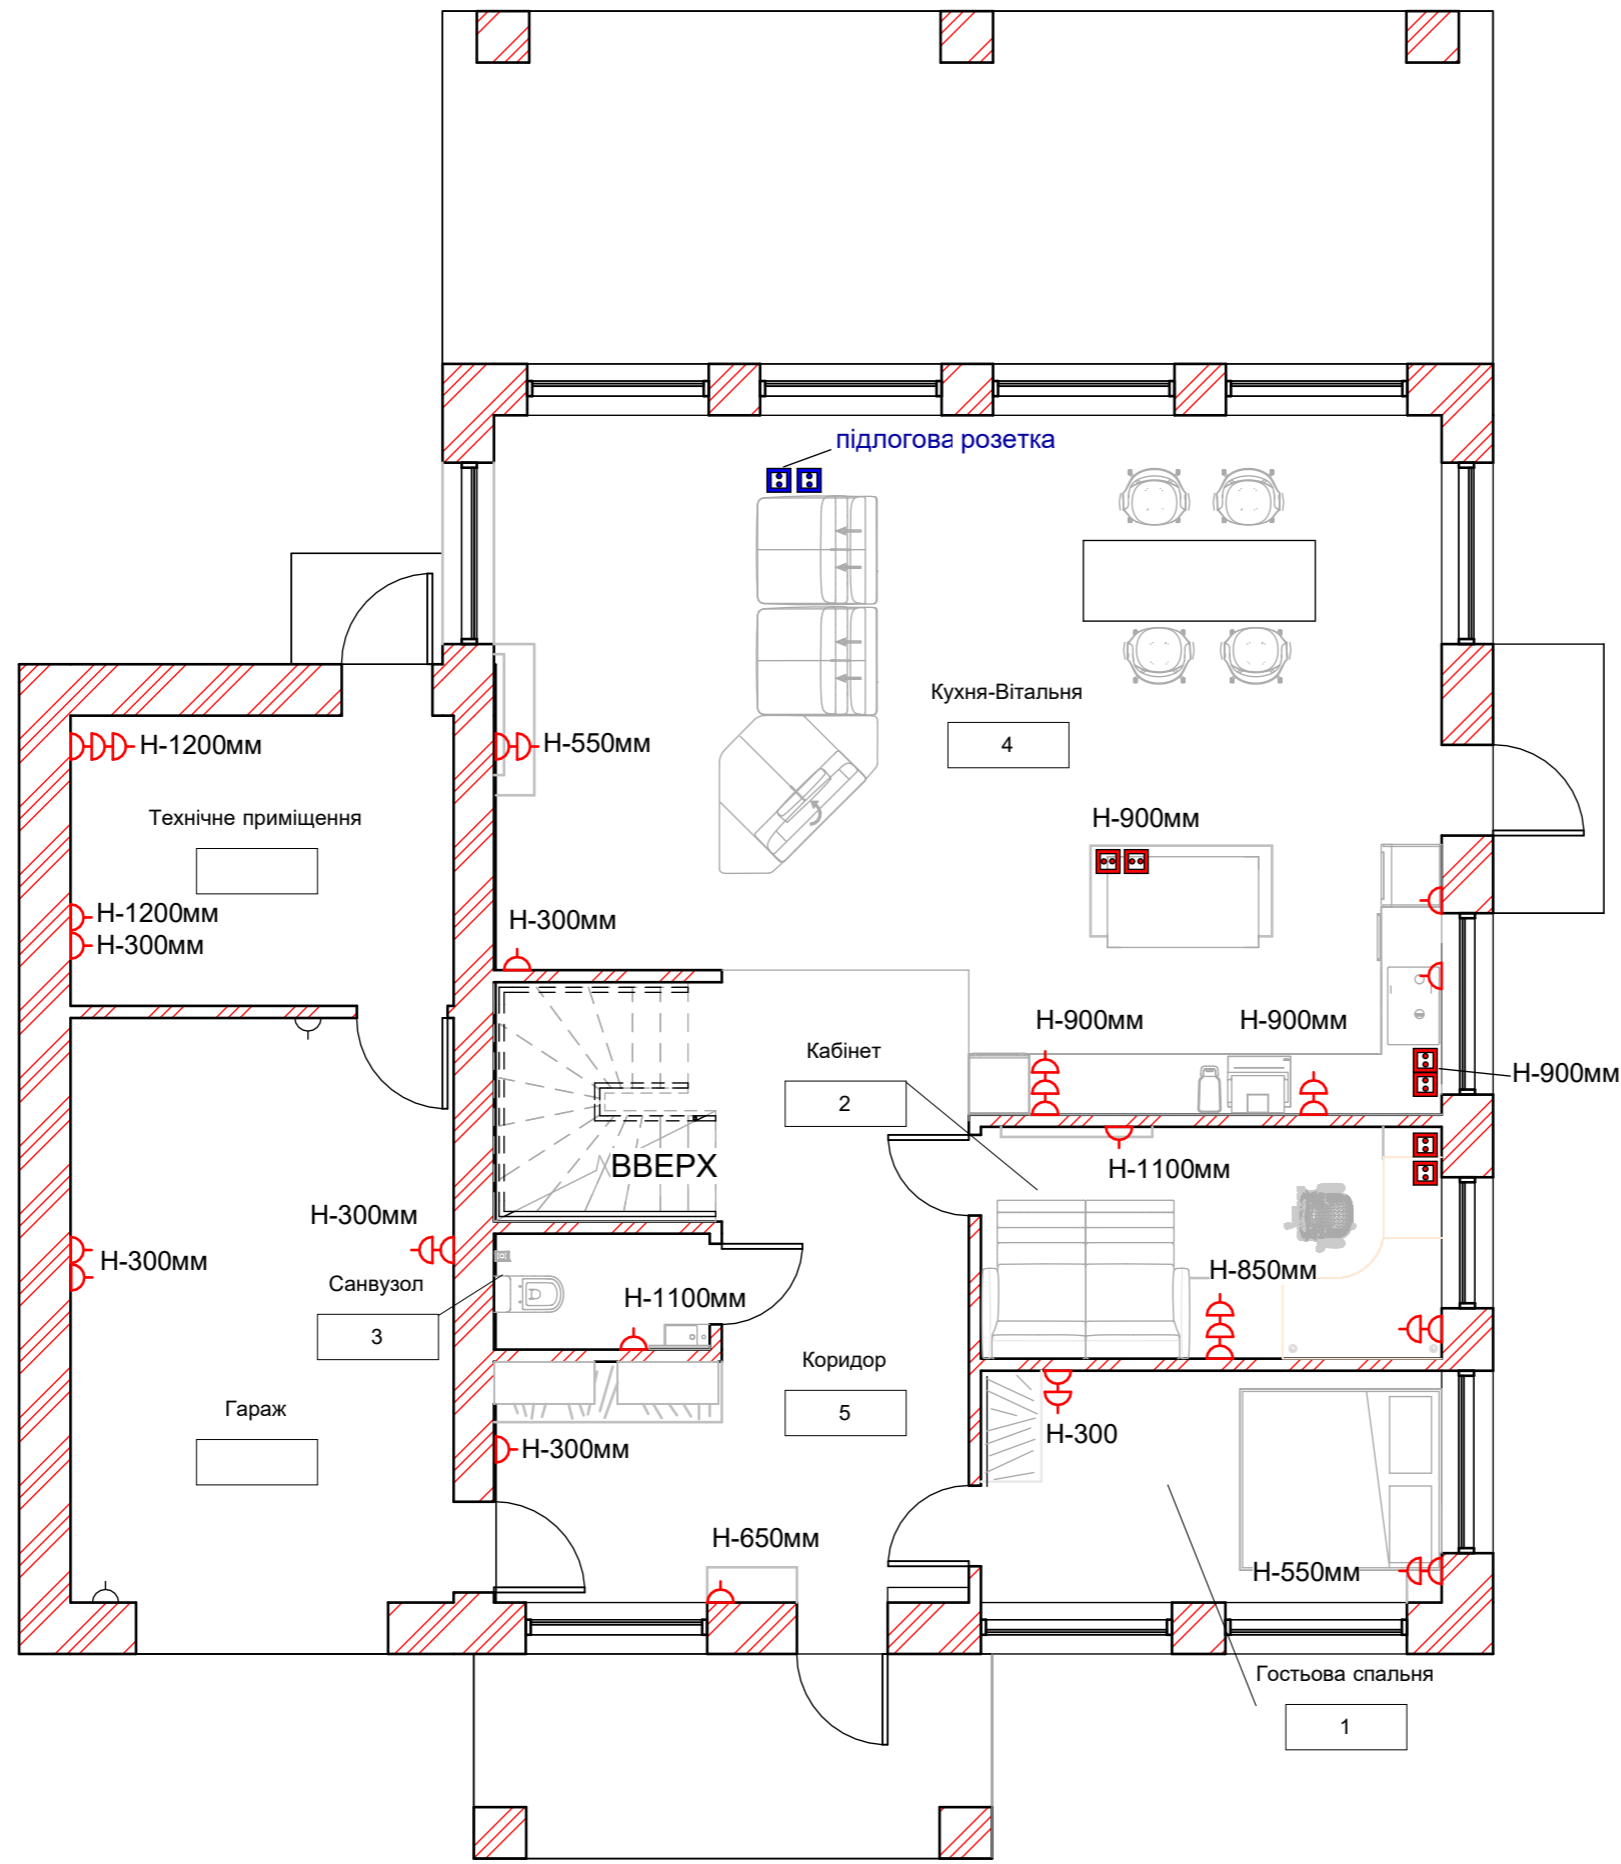 підлогова розетка
Кухня-Вітальня
4
Н-1200мм
Н-550мм
Технічне приміщення
Н-900мм
Н-1200мм
Н-300мм
Н-300мм
Н-900мм
Н-900мм
Кабінет
2
Н-900мм
ВВЕРХ
Н-1100мм
Н-300мм
Н-300мм
Санвузол
3
Н-1100мм
Н-850мм
Коридор
5
Гараж
Н-300мм
Н-300
Н-650мм
Н-550мм
Гостьова спальня
1